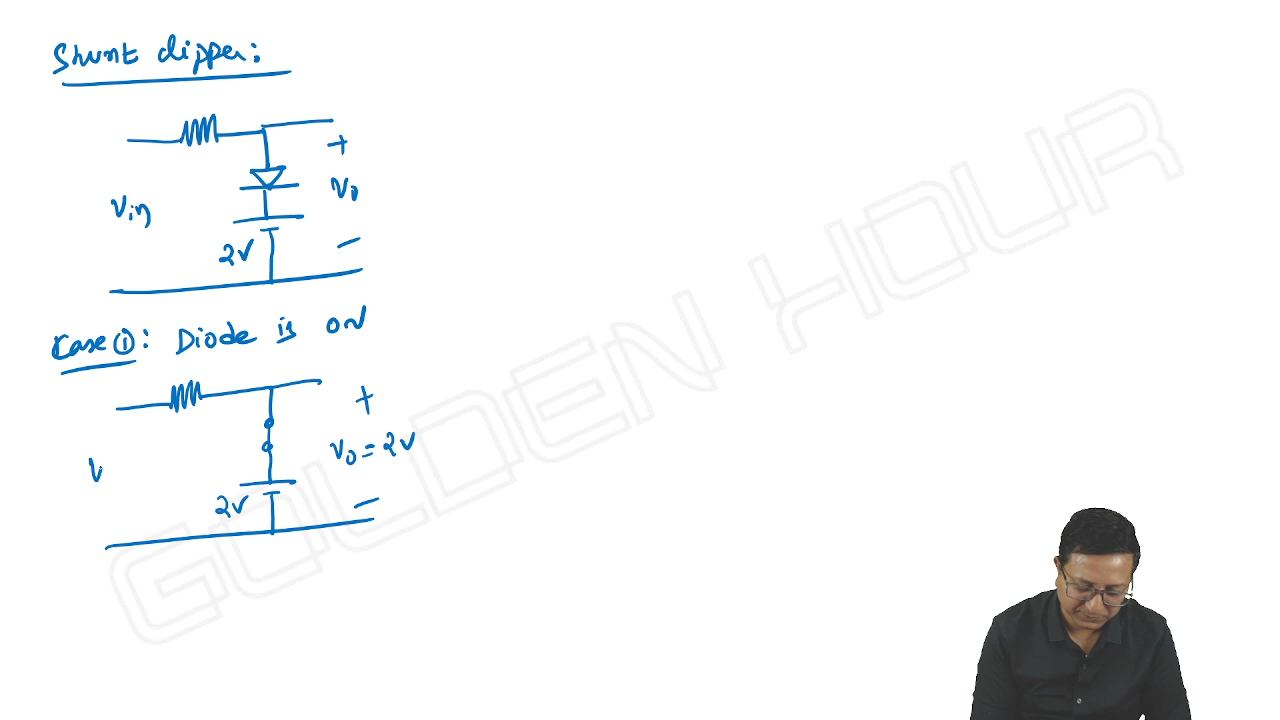 Shunt clipper:
+
Vin
V0
2V
-
Case ①: Diode is ON
+
V
V0 = 2V
2V
-
GOLDEN HOUR